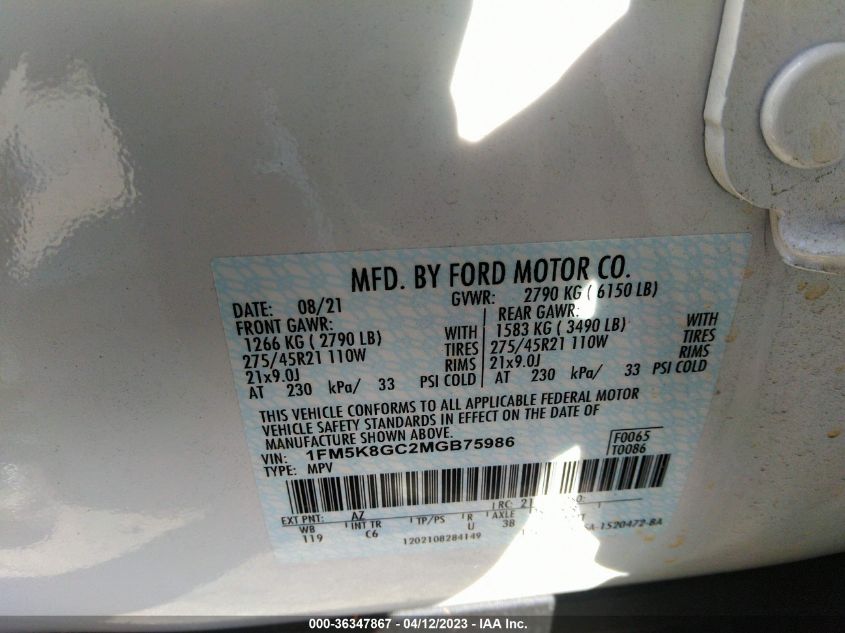 MFD. BY FORD MOTOR CO.
DATE: 08/21 GVWR: 2790 KG ( 6150 LB)
FRONT GAWR: REAR GAWR:
1266 KG ( 2790 LB) WITH 1583 KG ( 3490 LB) WITH
275/45R21 110W TIRES 275/45R21 110W TIRES
21x9.0J RIMS 21x9.0J RIMS
AT 230 kPa/ 33 PSI COLD AT 230 kPa/ 33 PSI COLD
THIS VEHICLE CONFORMS TO ALL APPLICABLE FEDERAL MOTOR
VEHICLE SAFETY STANDARDS IN EFFECT ON THE DATE OF
MANUFACTURE SHOWN ABOVE.
VIN: 1FM5K8GC2MGB75986 F0065
TYPE: MPV T0086
EXT PNT: AZ RC: 21
WB INT TR TP/PS R AXLE
119 C6 U 38
1202108284149 -1520472-BA
000-36347867 - 04/12/2023 - IAA Inc.